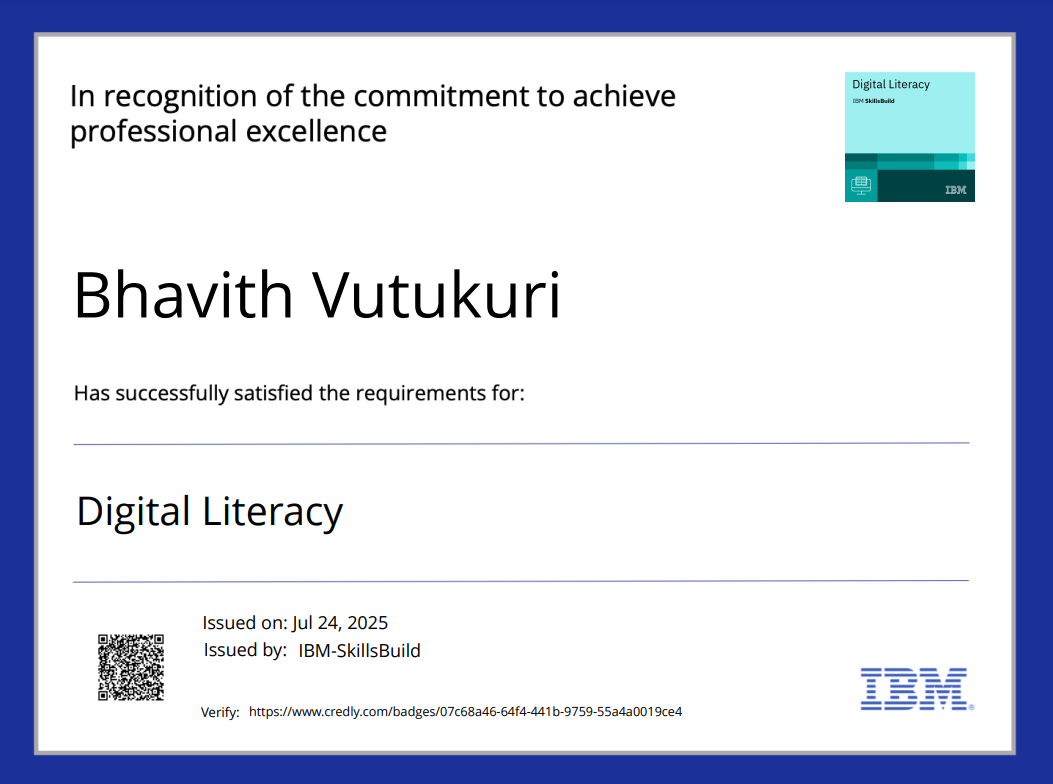 In recognition of the commitment to achieve
professional excellence
Digital Literacy
IBM SkillsBuild
IBM
Bhavith Vutukuri
Has successfully satisfied the requirements for:
Digital Literacy
Issued on: Jul 24, 2025
Issued by: IBM-SkillsBuild
Verify: https://www.credly.com/badges/07c68a46-64f4-441b-9759-55a4a0019ce4
IBM®